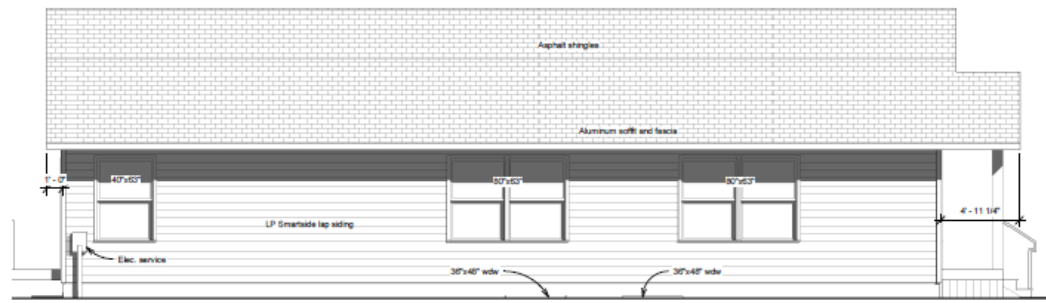 Asphalt shingles
Aluminum soffit and fascia
1' - 0"
40"x63"
80"x63"
80"x63"
LP Smartside lap siding
4' - 11 1/4"
Elec. service
36"x48" wdw
36"x48" wdw